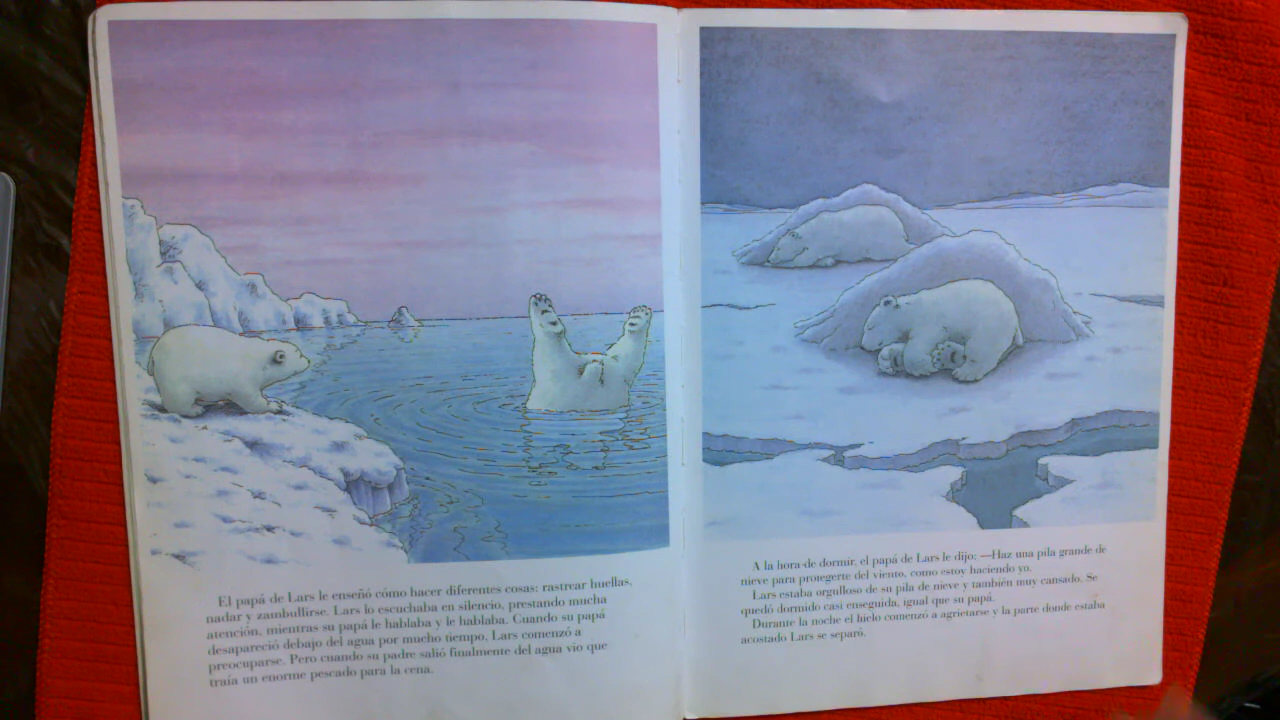 El papá de Lars le enseñó cómo hacer diferentes cosas: rastrear huellas,
nadar y zambullirse. Lars lo escuchaba en silencio, prestando mucha
atención, mientras su papá le hablaba y le hablaba. Cuando su papá
desapareció debajo del agua por mucho tiempo, Lars comenzó a
preocuparse. Pero cuando su padre salió finalmente del agua vio que
traía un enorme pescado para la cena.
A la hora de dormir, el papá de Lars le dijo: —Haz una pila grande de
nieve para protegerte del viento, como estoy haciendo yo.
Lars estaba orgulloso de su pila de nieve y también muy cansado. Se
quedó dormido casi enseguida, igual que su papá.
Durante la noche el hielo comenzó a agrietarse y la parte donde estaba
acostado Lars se separó.